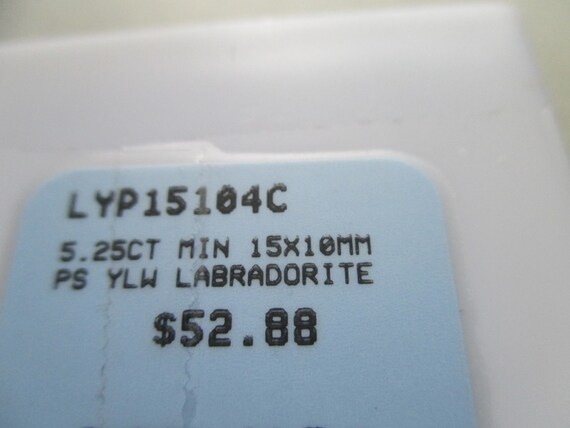 LYP15104C
5.25CT MIN 15X10MM
PS YLW LABRADORITE
$52.88